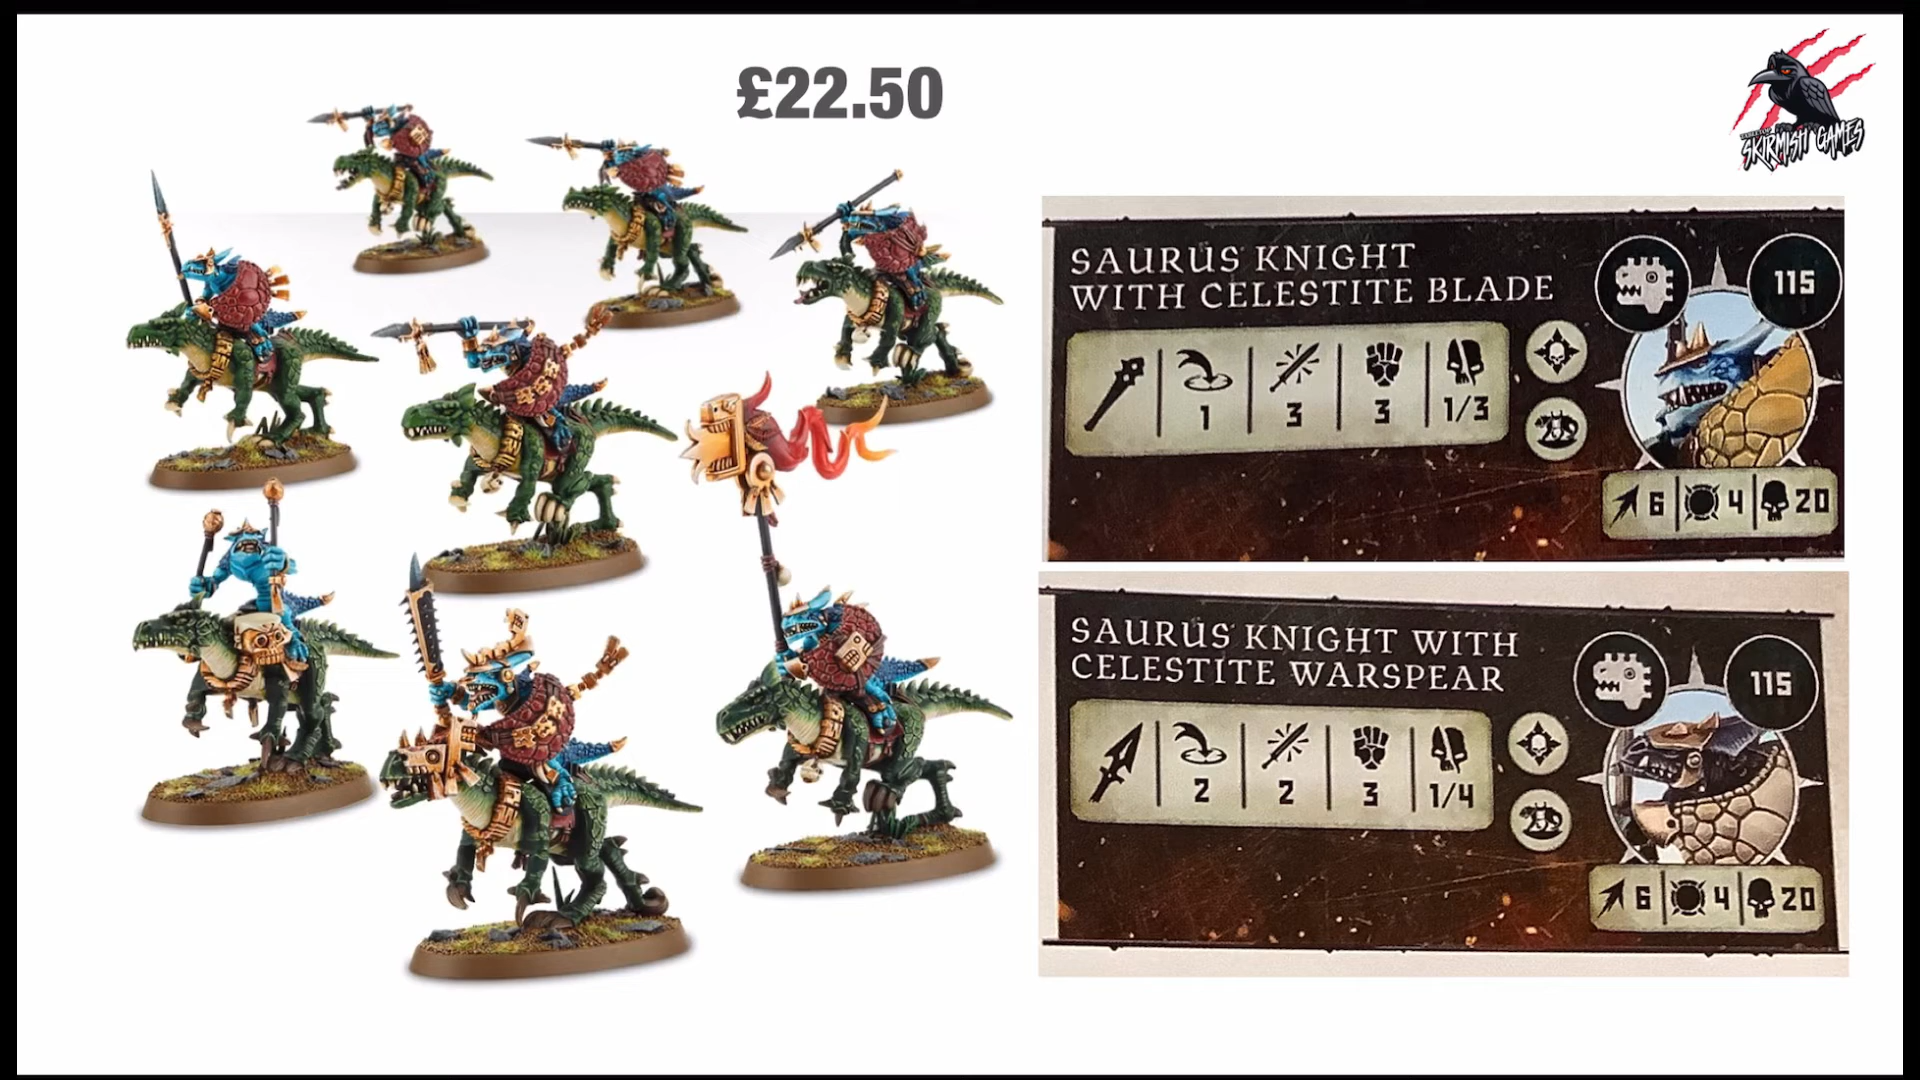 £22.50
TABLETOP
SKIRMISH GAMES
SAURUS KNIGHT
WITH CELESTITE BLADE
115
1
3
3
1/3
6
4
20
SAURUS KNIGHT WITH
CELESTITE WARSPEAR
115
2
2
3
1/4
6
4
20